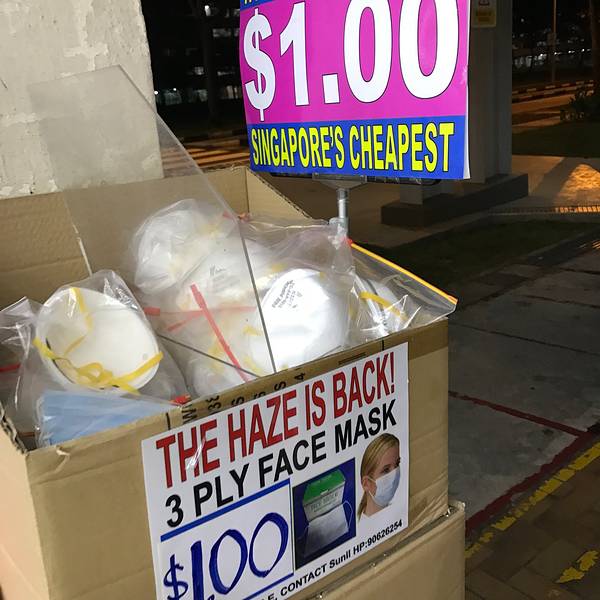 $1.00
SINGAPORE'S CHEAPEST
THE HAZE IS BACK!
3 PLY FACE MASK
$1.00
CONTACT Sunil HP:90626254